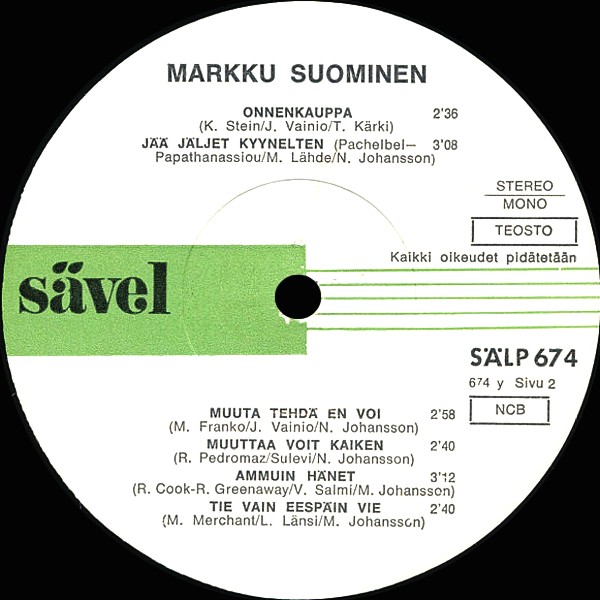 MARKKU SUOMINEN
ONNENKAUPPA 2'36
(K. Stein/J. Vainio/T. Kärki)
JÄÄ JÄLJET KYYNELTEN (Pachelbel— 3'08
Papathanassiou/M. Lähde/N. Johansson)
STEREO
MONO
TEOSTO
Kaikki oikeudet pidätetään
sävel
SÄLP 674
674 y Sivu 2
NCB
MUUTA TEHDÄ EN VOI 2'58
(M. Franko/J. Vainio/N. Johansson)
MUUTTAA VOIT KAIKEN 2'40
(R. Pedromaz/Sulevi/N. Johansson)
AMMUIN HÄNET 3'12
(R. Cook-R. Greenaway/V. Salmi/M. Johansson)
TIE VAIN EESPÄIN VIE 2'40
(M. Merchant/L. Länsi/M. Johansson)